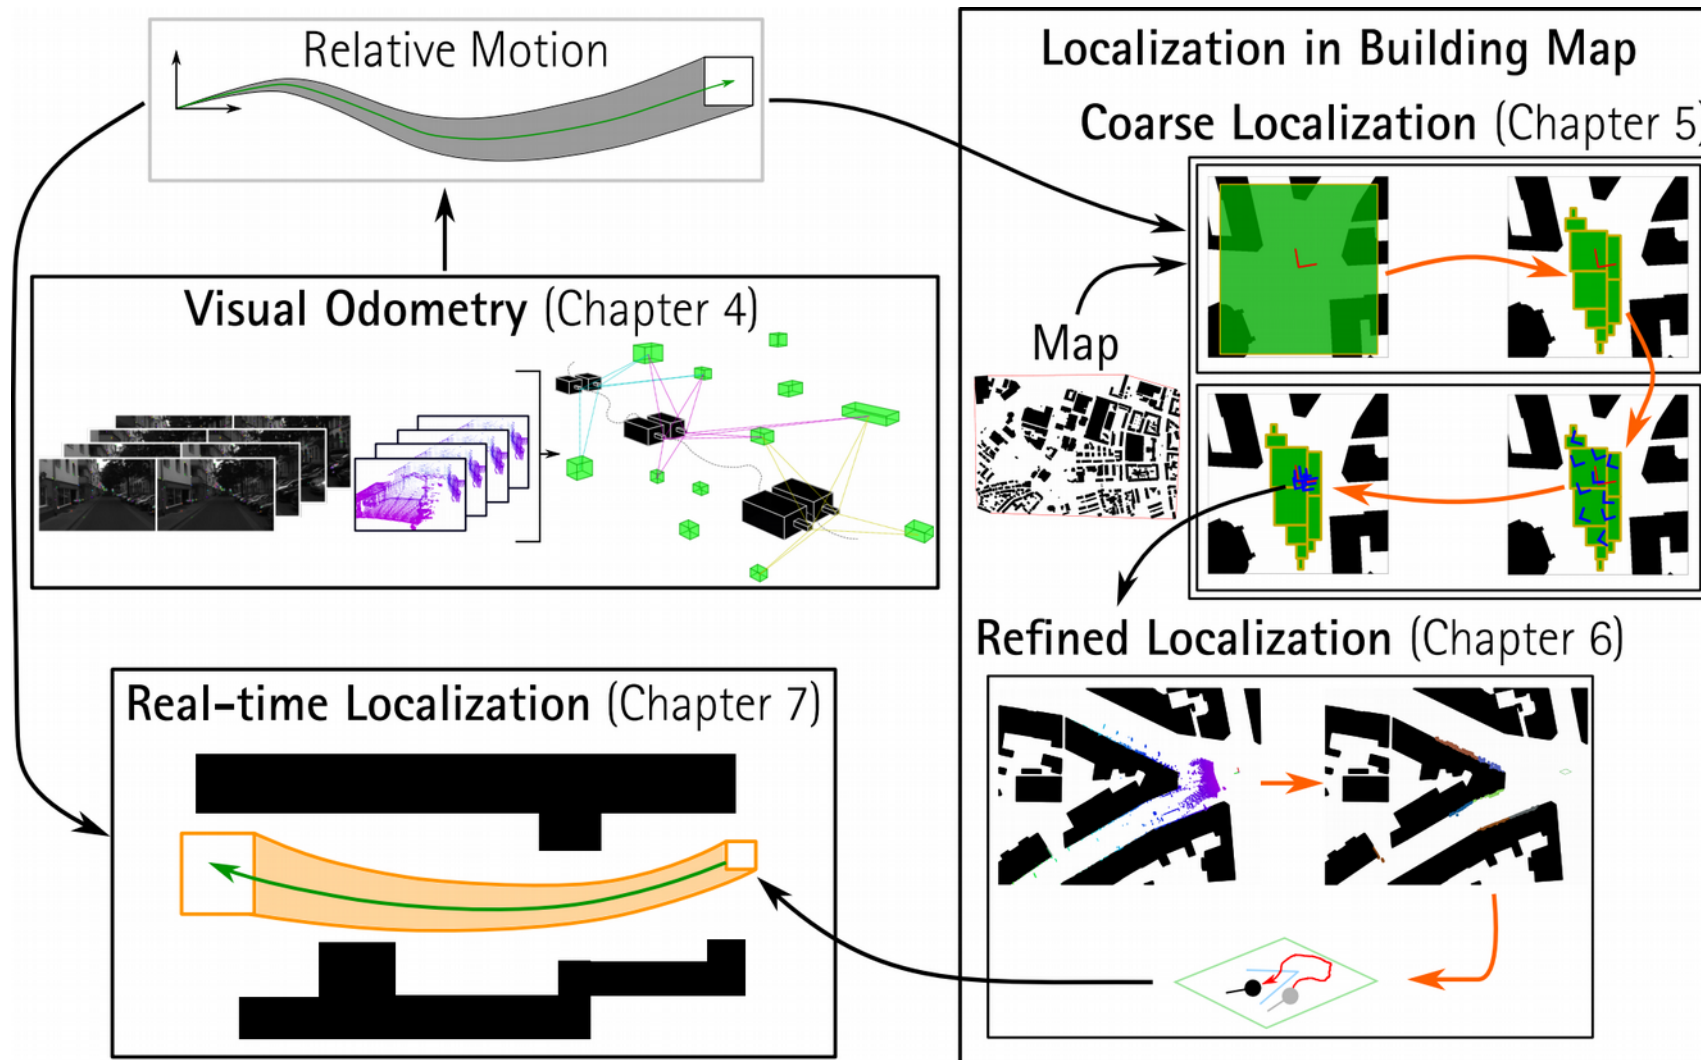 Relative Motion
Localization in Building Map
Coarse Localization (Chapter 5)
Visual Odometry (Chapter 4)
Map
Refined Localization (Chapter 6)
Real-time Localization (Chapter 7)